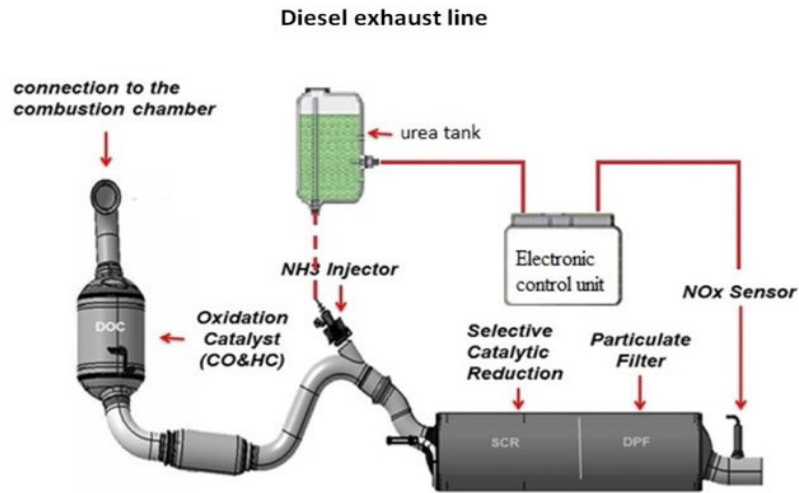 Diesel exhaust line
connection to the
combustion chamber
urea tank
NH3 Injector
Electronic
control unit
NOx Sensor
DOC
Oxidation
Catalyst
(CO&HC)
Selective
Catalytic
Reduction
Particulate
Filter
SCR
DPF